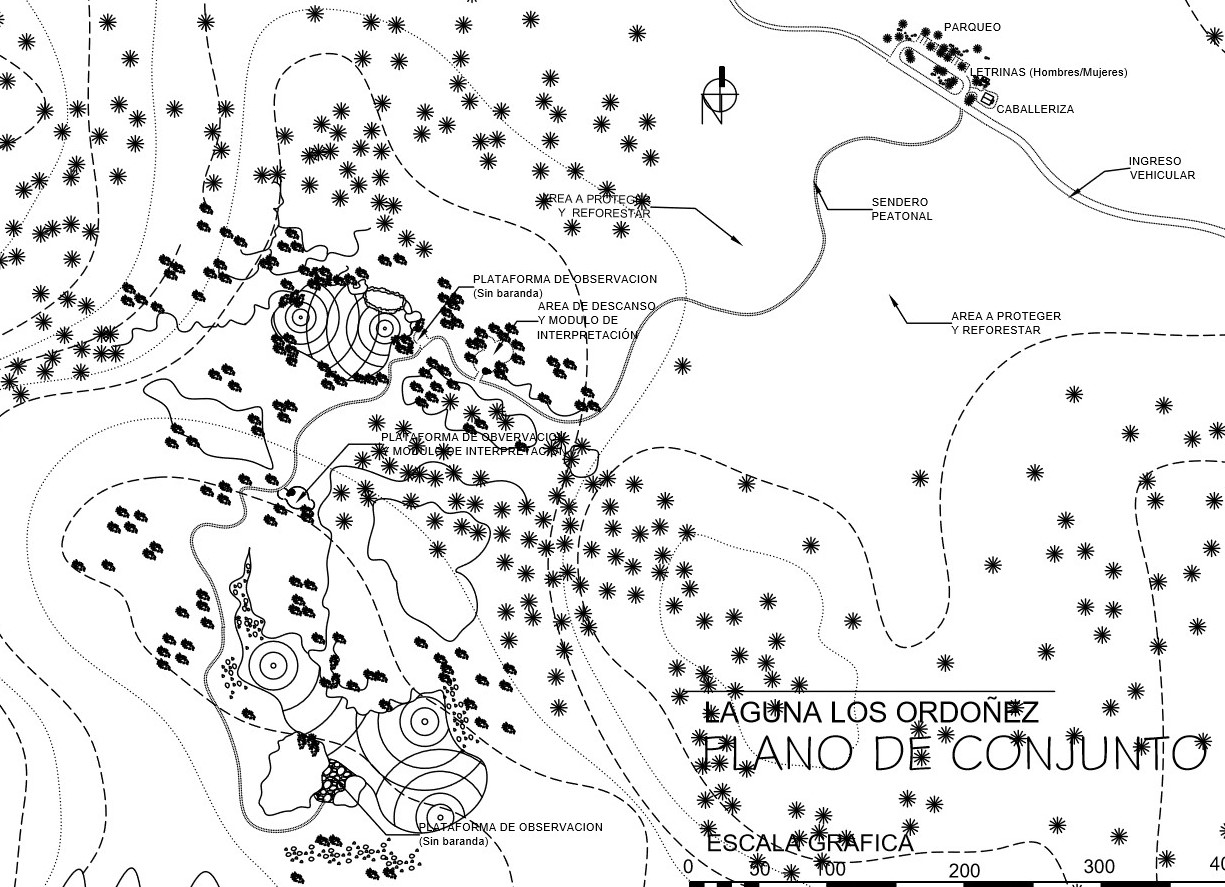 PARQUEO
LETRINAS (Hombres/Mujeres)
CABALLERIZA
INGRESO
VEHICULAR
N
AREA A PROTEGER
Y REFORESTAR
SENDERO
PEATONAL
PLATAFORMA DE OBSERVACION
(Sin baranda)
AREA DE DESCANSO
Y MODULO DE
INTERPRETACIÓN
AREA A PROTEGER
Y REFORESTAR
PLATAFORMA DE OBVERVACION
Y MODULO DE INTERPRETACION
LAGUNA LOS ORDOÑEZ
PLANO DE CONJUNTO
PLATAFORMA DE OBSERVACION
(Sin baranda)
ESCALA GRAFICA
0 50 100 200 300